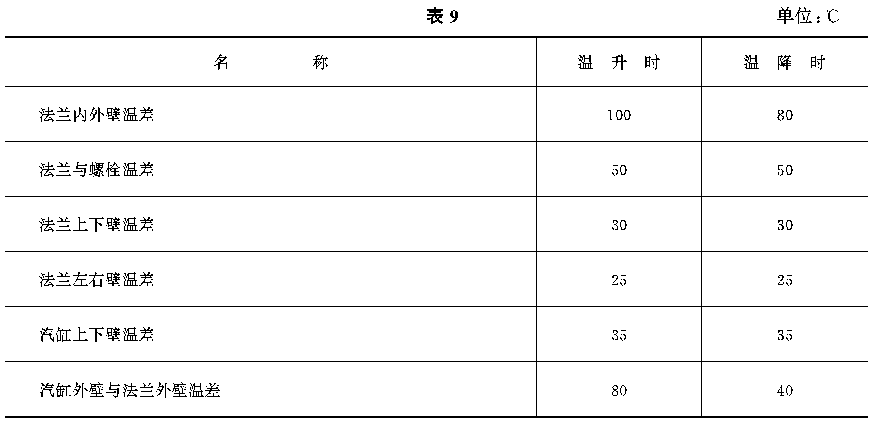 表9 单位:℃
名 称 温 升 时 温 降 时
法兰内外壁温差 100 80
法兰与螺栓温差 50 50
法兰上下壁温差 30 30
法兰左右壁温差 25 25
汽缸上下壁温差 35 35
汽缸外壁与法兰外壁温差 80 40